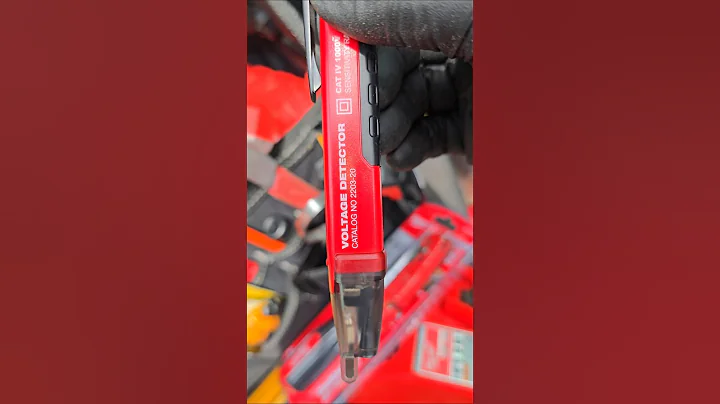 CAT IV 1000V
VOLTAGE DETECTOR
CATALOG NO 2203-20